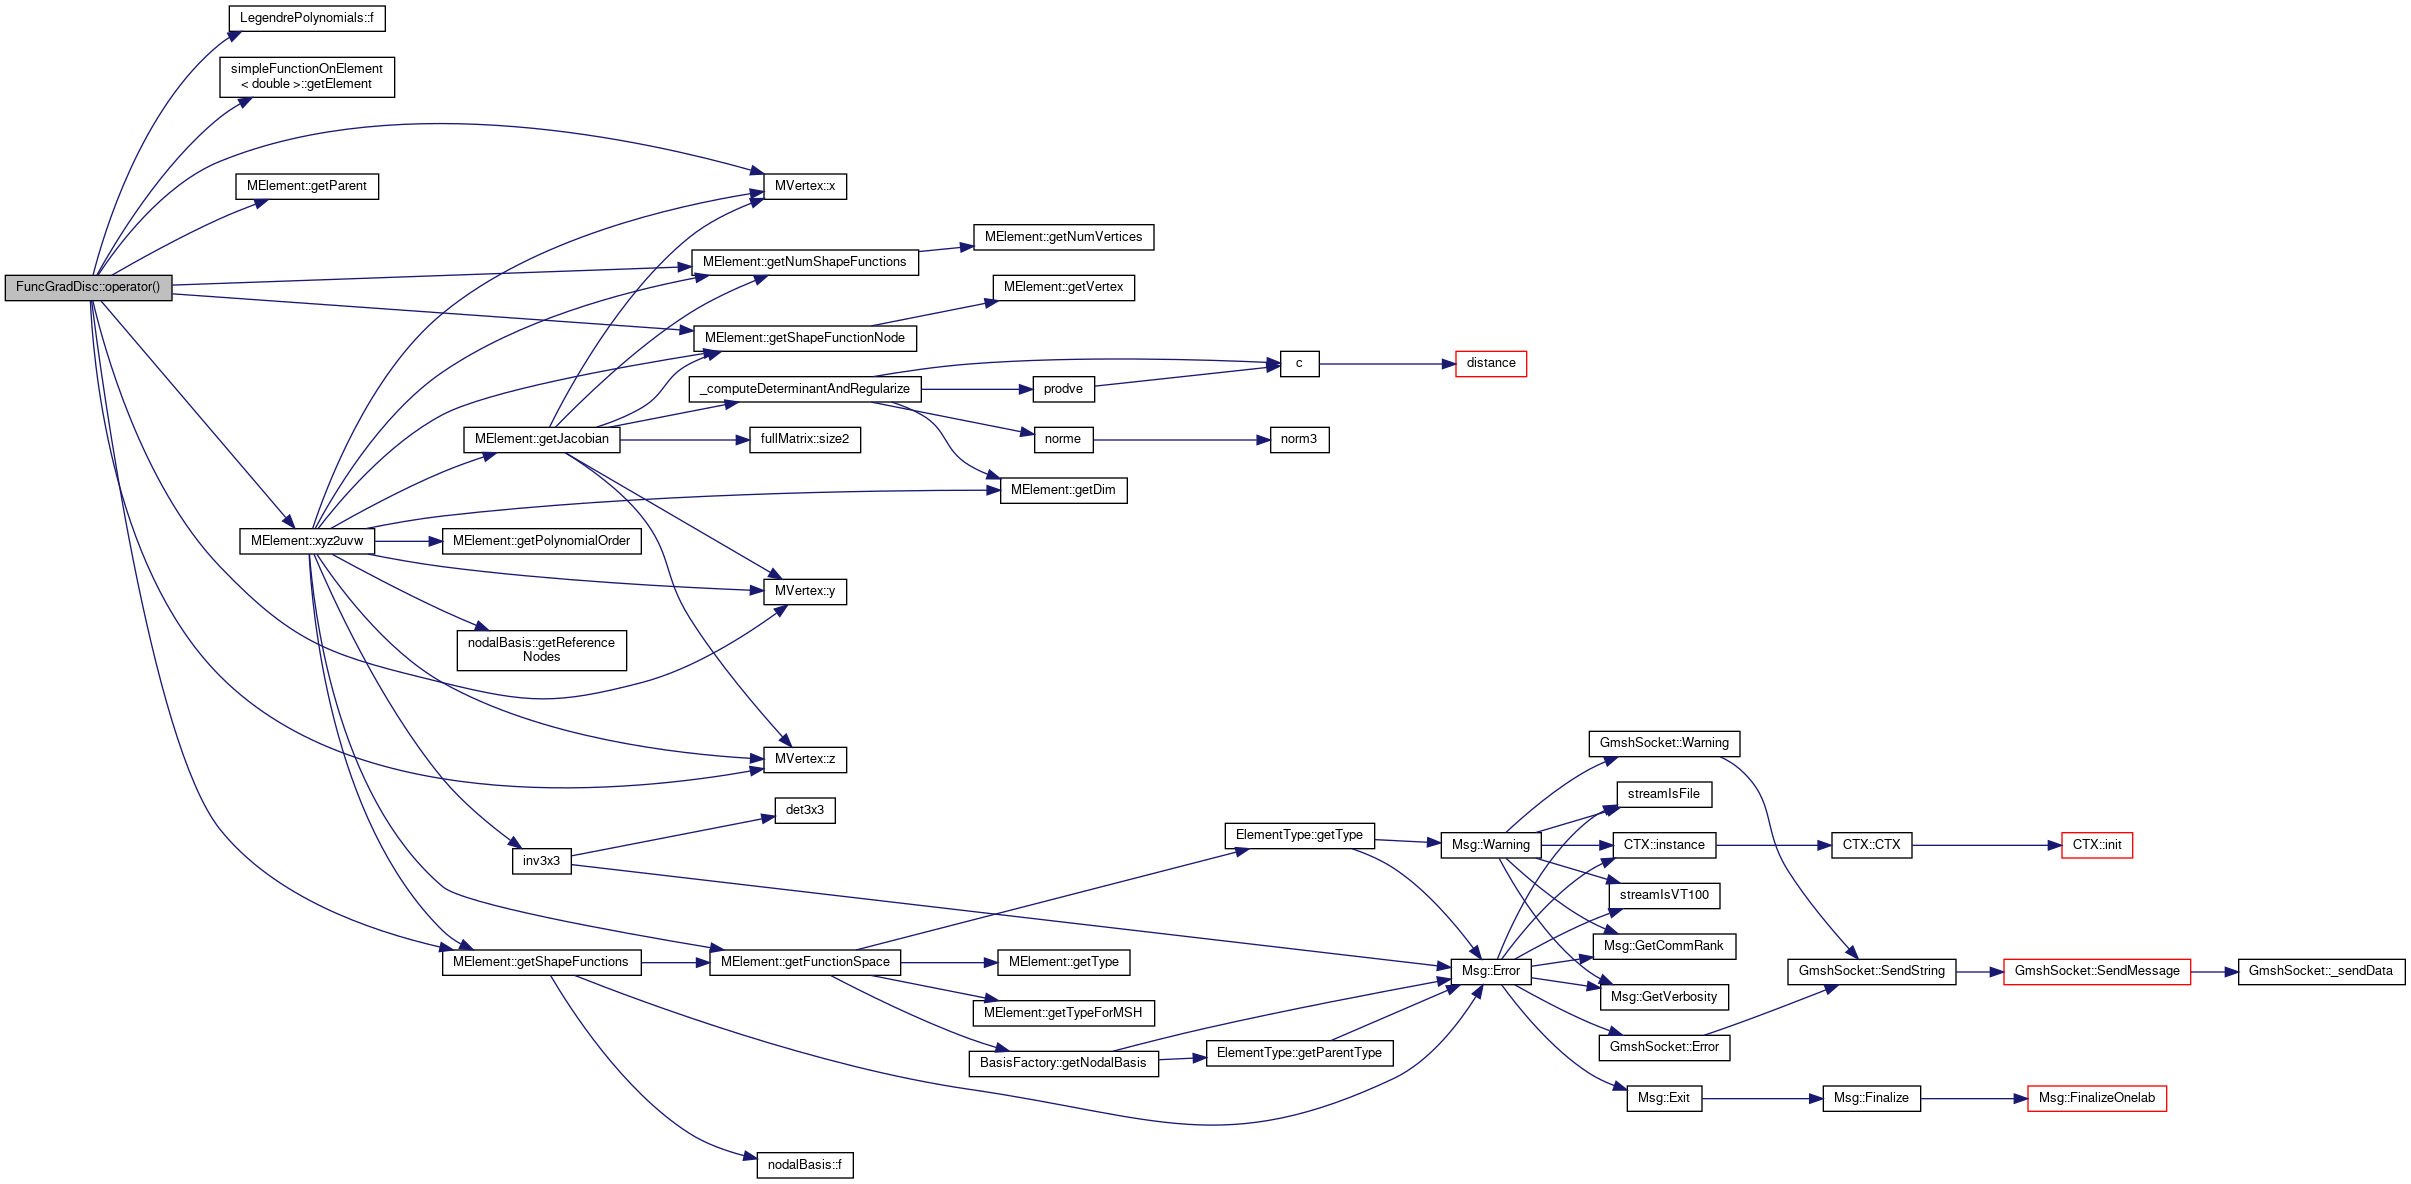 LegendrePolynomials::f
simpleFunctionOnElement
< double >::getElement
MElement::getParent
FuncGradDisc::operator()
MVertex::x
MElement::getNumShapeFunctions
MElement::getNumVertices
MElement::getVertex
MElement::getShapeFunctionNode
_computeDeterminantAndRegularize
prodve
c
distance
MElement::getJacobian
fullMatrix::size2
norme
norm3
MElement::getDim
MElement::xyz2uvw
MElement::getPolynomialOrder
MVertex::y
nodalBasis::getReference
Nodes
MVertex::z
det3x3
inv3x3
ElementType::getType
Msg::Warning
GmshSocket::Warning
streamIsFile
CTX::instance
CTX::CTX
CTX::init
streamIsVT100
Msg::GetCommRank
MElement::getShapeFunctions
MElement::getFunctionSpace
MElement::getType
Msg::Error
GmshSocket::SendString
GmshSocket::SendMessage
GmshSocket::_sendData
MElement::getTypeForMSH
Msg::GetVerbosity
BasisFactory::getNodalBasis
ElementType::getParentType
GmshSocket::Error
Msg::Exit
Msg::Finalize
Msg::FinalizeOnelab
nodalBasis::f